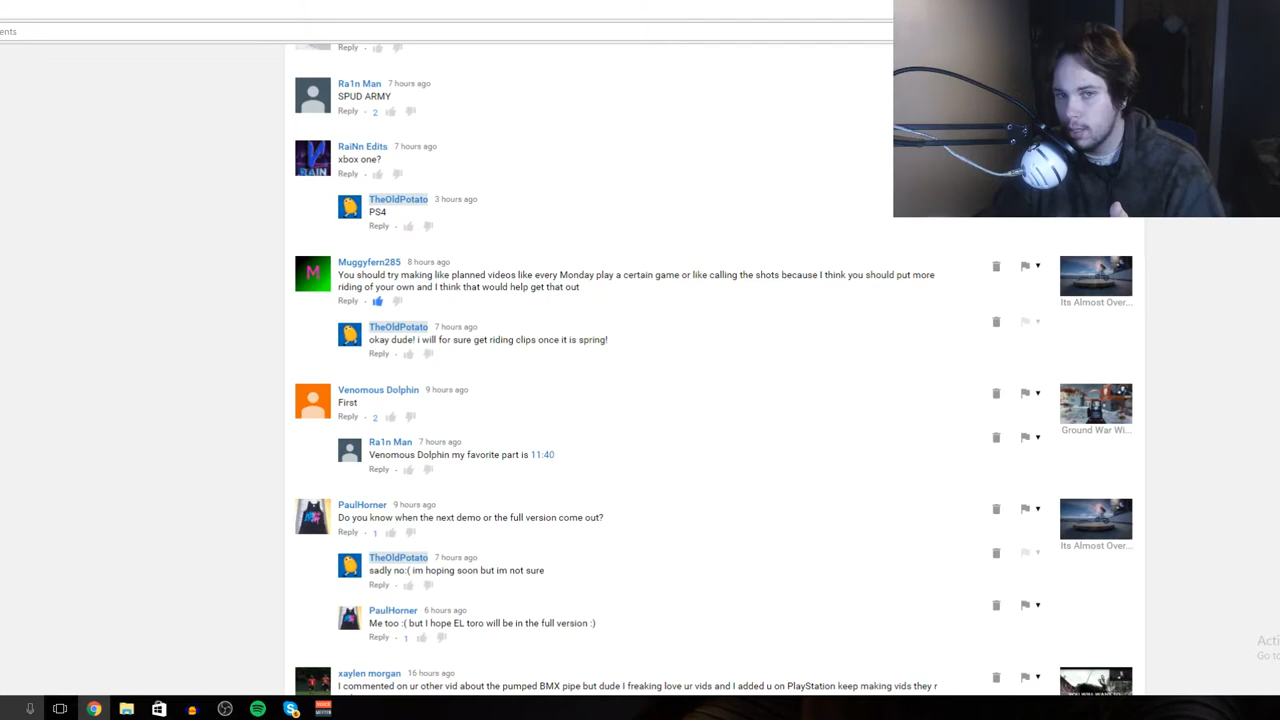 ents
Reply
Ra1n Man 7 hours ago
SPUD ARMY
Reply 2
RaiNn Edits 7 hours ago
xbox one?
Reply
TheOldPotato 3 hours ago
PS4
Reply
Muggyfern285 8 hours ago
You should try making like planned videos like every Monday play a certain game or like calling the shots because I think you should put more
riding of your own and I think that would help get that out
Reply
Its Almost Over...
TheOldPotato 7 hours ago
okay dude! i will for sure get riding clips once it is spring!
Reply
Venomous Dolphin 9 hours ago
First
Reply 2
Ground War Wi...
Ra1n Man 7 hours ago
Venomous Dolphin my favorite part is 11:40
Reply
PaulHorner 9 hours ago
Do you know when the next demo or the full version come out?
Reply 1
Its Almost Over...
TheOldPotato 7 hours ago
sadly no:( im hoping soon but im not sure
Reply
PaulHorner 6 hours ago
Me too :( but I hope EL toro will be in the full version :)
Reply 1
Acti
Go to
xaylen morgan 16 hours ago
I commented on ur other vid about the pumped BMX pipe but dude I freaking love ur vids and I added u on PlayStation keep making vids they r